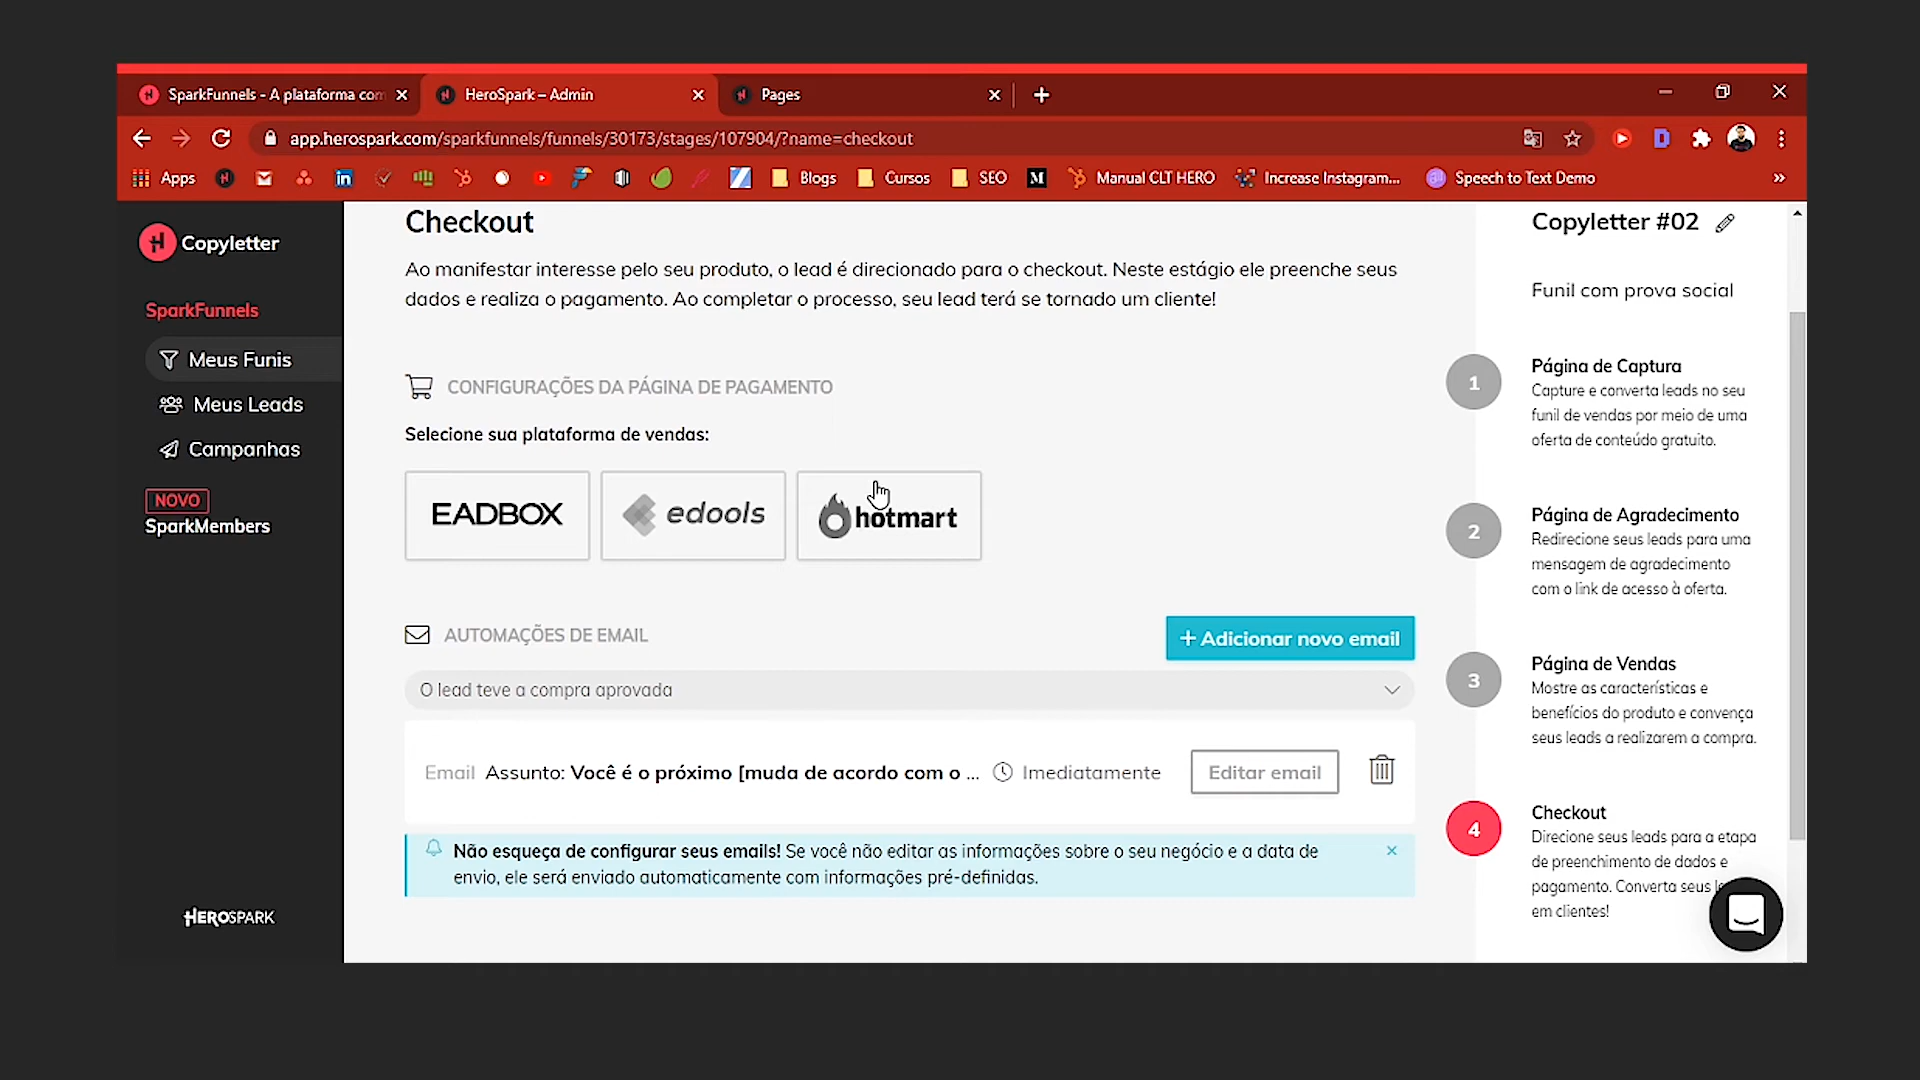 SparkFunnels - A plataforma com
HeroSpark – Admin
Pages
app.herospark.com/sparkfunnels/funnels/30173/stages/107904/?name=checkout
Apps
Blogs
Cursos
SEO
M
Manual CLT HERO
Increase Instagram...
Speech to Text Demo
Copyletter
SparkFunnels
Meus Funis
Meus Leads
Campanhas
NOVO
SparkMembers
HEROSPARK
Checkout
Ao manifestar interesse pelo seu produto, o lead é direcionado para o checkout. Neste estágio ele preenche seus
dados e realiza o pagamento. Ao completar o processo, seu lead terá se tornado um cliente!
CONFIGURAÇÕES DA PÁGINA DE PAGAMENTO
Selecione sua plataforma de vendas:
EADBOX
edools
hotmart
AUTOMAÇÕES DE EMAIL
+ Adicionar novo email
O lead teve a compra aprovada
Email Assunto: Você é o próximo [muda de acordo com o ... Imediatamente
Editar email
Não esqueça de configurar seus emails! Se você não editar as informações sobre o seu negócio e a data de
envio, ele será enviado automaticamente com informações pré-definidas.
Copyletter #02
Funil com prova social
1
Página de Captura
Capture e converta leads no seu
funil de vendas por meio de uma
oferta de conteúdo gratuito.
2
Página de Agradecimento
Redirecione seus leads para uma
mensagem de agradecimento
com o link de acesso à oferta.
3
Página de Vendas
Mostre as características e
benefícios do produto e convença
seus leads a realizarem a compra.
4
Checkout
Direcione seus leads para a etapa
de preenchimento de dados e
pagamento. Converta seus
em clientes!